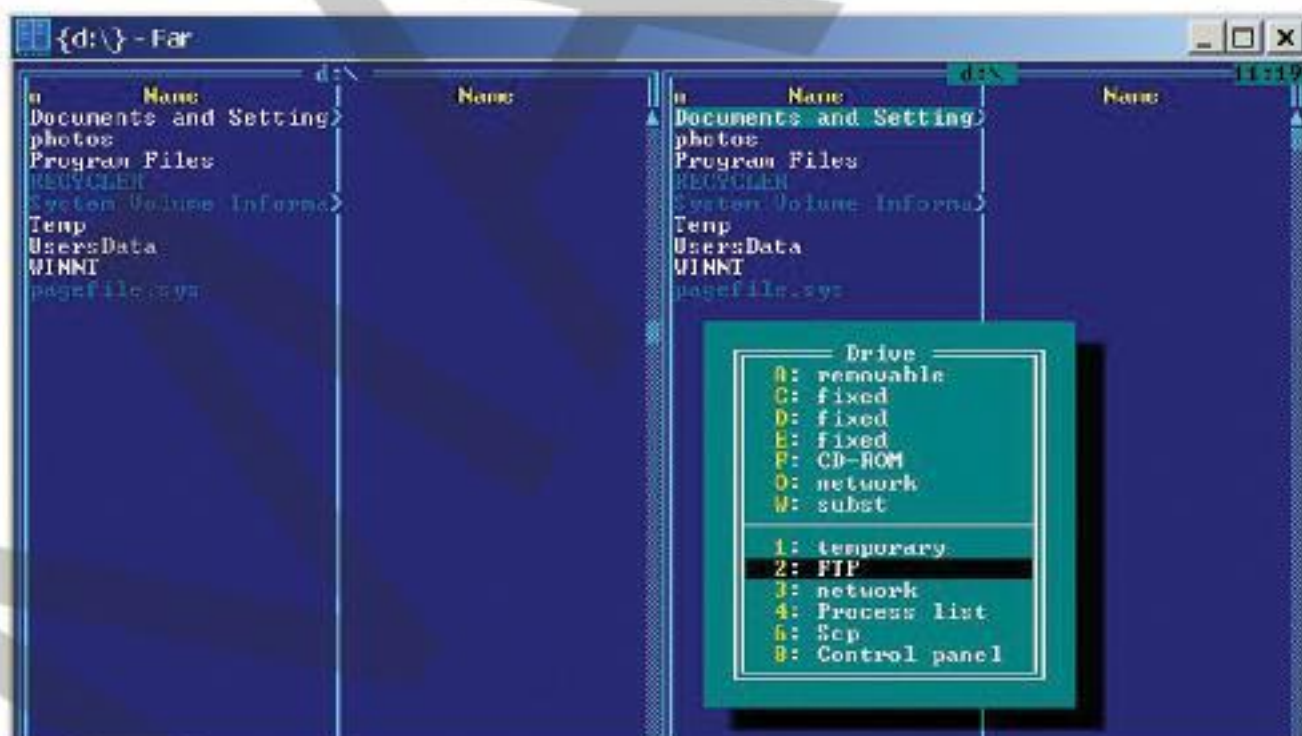 {d:\} - Far
d:\
n Name Name
Documents and Setting>
photos
Program Files
RECYCLER
System Volume Informa>
Temp
UsersData
WINNT
pagefile.sys
d:\ 11:19
n Name Name
Documents and Setting>
photos
Program Files
RECYCLER
System Volume Informa>
Temp
UsersData
WINNT
pagefile.sys
Drive
A: removable
C: fixed
D: fixed
E: fixed
F: CD-ROM
O: network
W: subst
1: temporary
2: FTP
3: network
4: Process list
6: Scp
8: Control panel